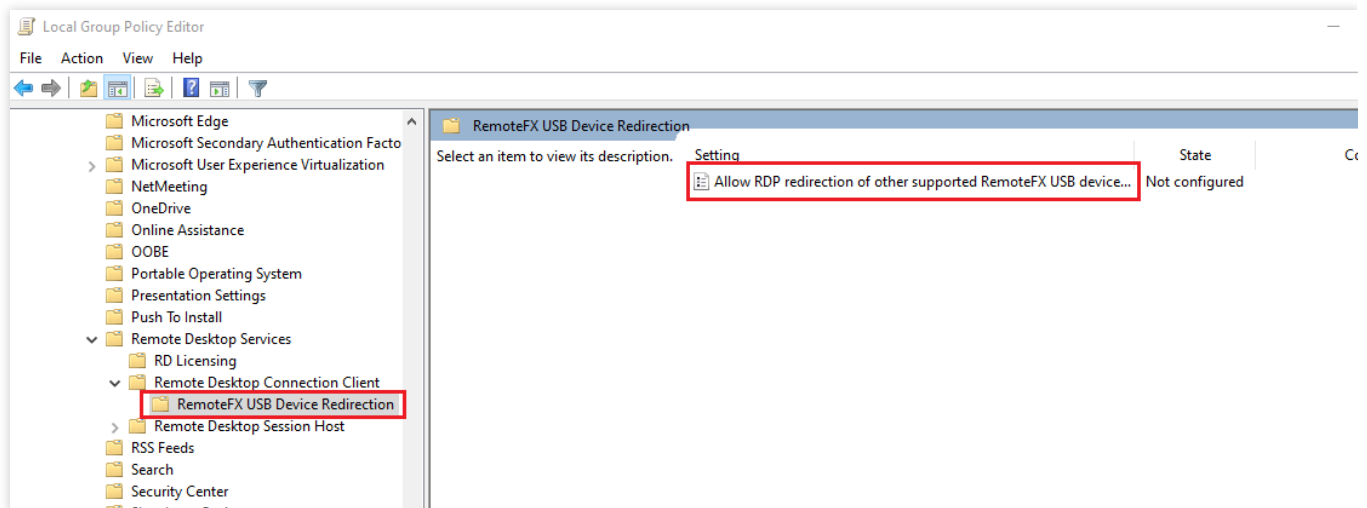 Local Group Policy Editor
File Action View Help
Microsoft Edge
Microsoft Secondary Authentication Facto
Microsoft User Experience Virtualization
NetMeeting
OneDrive
Online Assistance
OOBE
Portable Operating System
Presentation Settings
Push To Install
Remote Desktop Services
RD Licensing
Remote Desktop Connection Client
RemoteFX USB Device Redirection
Remote Desktop Session Host
RSS Feeds
Search
Security Center
RemoteFX USB Device Redirection
Select an item to view its description.
Setting State Co
Allow RDP redirection of other supported RemoteFX USB device... Not configured